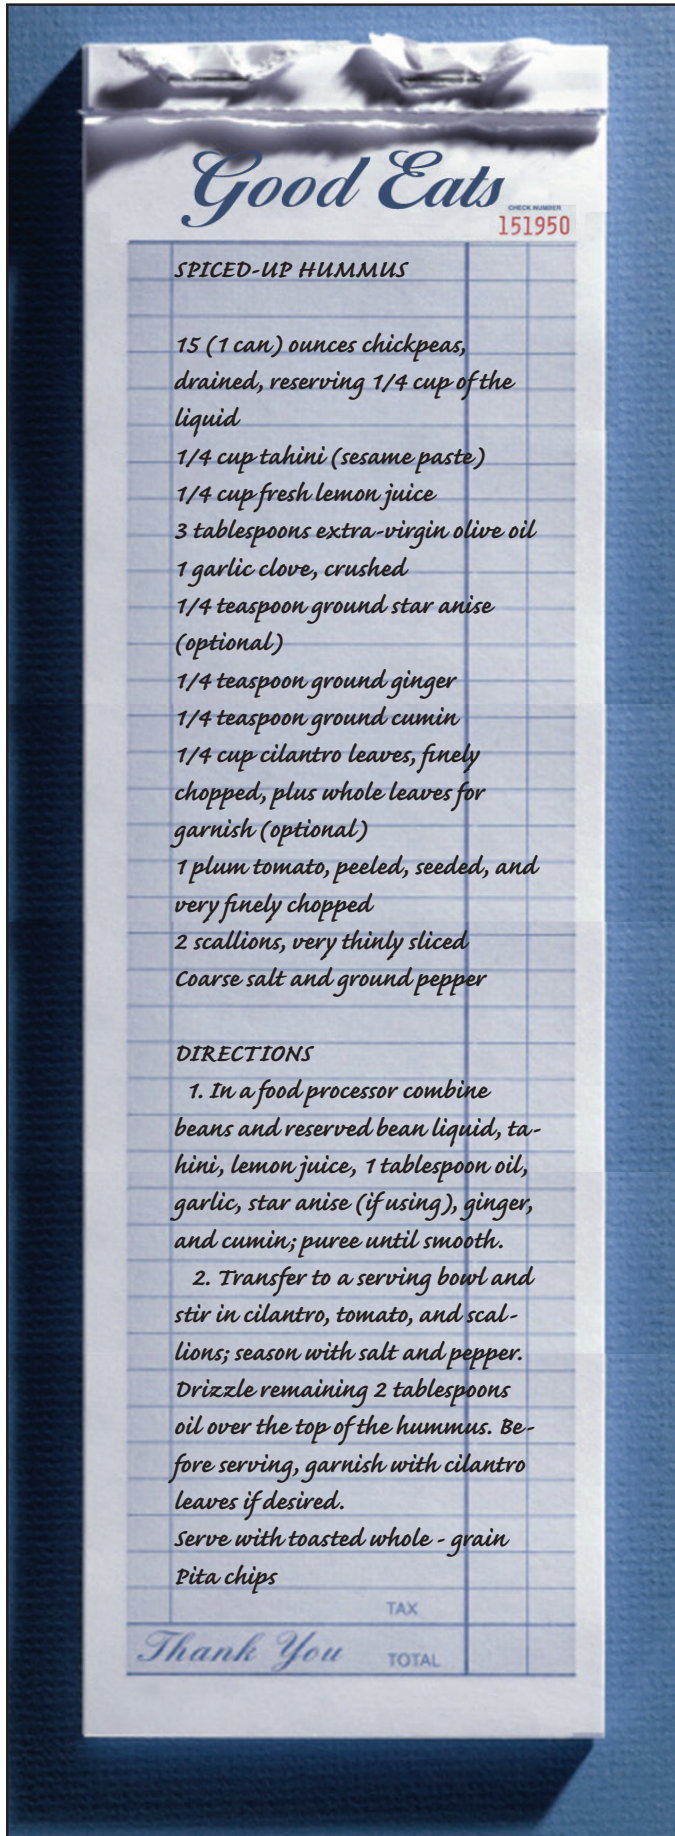 Good Eats
CHECK NUMBER
151950
SPICED-UP HUMMUS
15 (1 can) ounces chickpeas,
drained, reserving 1/4 cup of the
liquid
1/4 cup tahini (sesame paste)
1/4 cup fresh lemon juice
3 tablespoons extra-virgin olive oil
1 garlic clove, crushed
1/4 teaspoon ground star anise
(optional)
1/4 teaspoon ground ginger
1/4 teaspoon ground cumin
1/4 cup cilantro leaves, finely
chopped, plus whole leaves for
garnish (optional)
1 plum tomato, peeled, seeded, and
very finely chopped
2 scallions, very thinly sliced
Coarse salt and ground pepper
DIRECTIONS
1. In a food processor combine
beans and reserved bean liquid, ta-
hini, lemon juice, 1 tablespoon oil,
garlic, star anise (if using), ginger,
and cumin; puree until smooth.
2. Transfer to a serving bowl and
stir in cilantro, tomato, and scal-
lions; season with salt and pepper.
Drizzle remaining 2 tablespoons
oil over the top of the hummus. Be-
fore serving, garnish with cilantro
leaves if desired.
Serve with toasted whole - grain
Pita chips
TAX
Thank You TOTAL